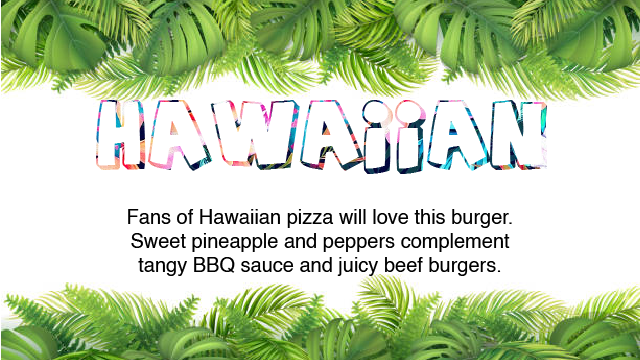 HAWAiiAN
Fans of Hawaiian pizza will love this burger.
Sweet pineapple and peppers complement
tangy BBQ sauce and juicy beef burgers.